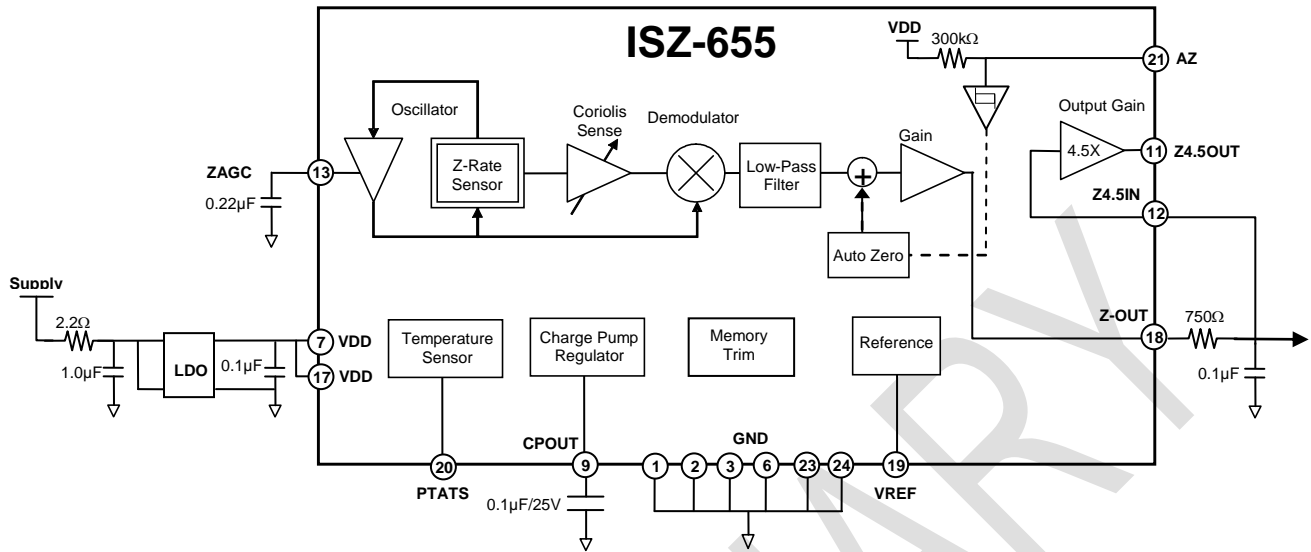 ISZ-655
VDD
300kΩ
21
AZ
Oscillator
Coriolis
Sense
Demodulator
Gain
Output Gain
4.5X
11
Z4.5OUT
ZAGC
13
Z-Rate
Sensor
Low-Pass
Filter
+
Z4.5IN
12
0.22µF
Auto Zero
Supply
2.2Ω
7
VDD
Temperature
Sensor
Charge Pump
Regulator
Memory
Trim
Reference
Z-OUT
18
750Ω
1.0µF
LDO
0.1µF
17
VDD
0.1µF
CPOUT
GND
20
9
1
2
3
6
23
24
19
PTATS
VREF
0.1µF/25V